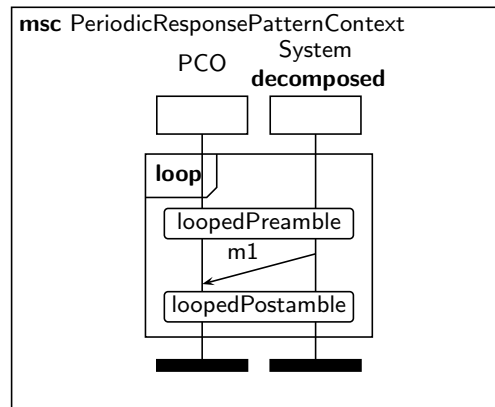 msc PeriodicResponsePatternContext
PCO
System
decomposed
loop
loopedPreamble
m1
loopedPostamble